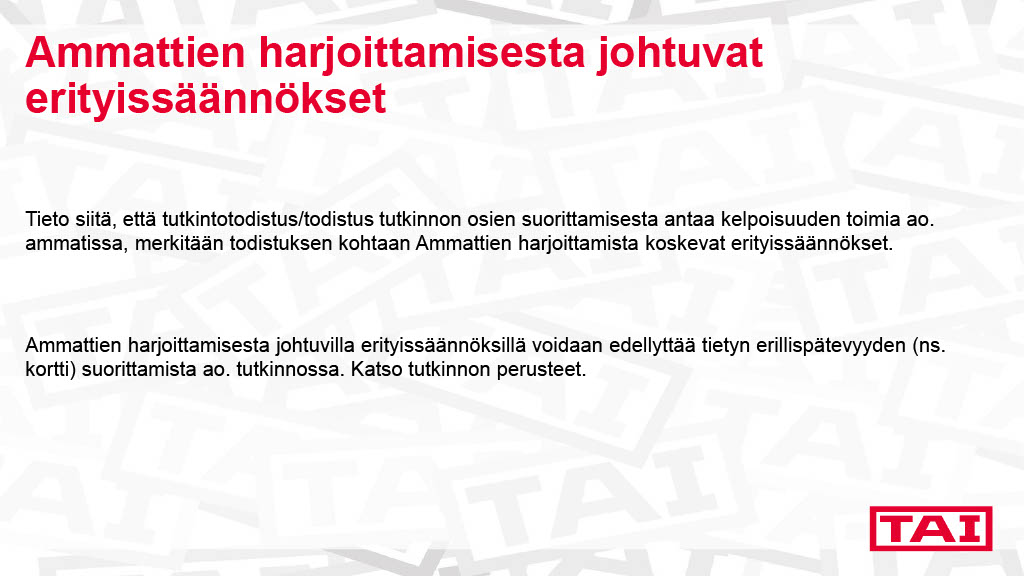 Ammattien harjoittamisesta johtuvat
erityissäännökset
Tieto siitä, että tutkintotodistus/todistus tutkinnon osien suorittamisesta antaa kelpoisuuden toimia ao.
ammatissa, merkitään todistuksen kohtaan Ammattien harjoittamista koskevat erityissäännökset.
Ammattien harjoittamisesta johtuvilla erityissäännöksillä voidaan edellyttää tietyn erillispätevyyden (ns.
kortti) suorittamista ao. tutkinnossa. Katso tutkinnon perusteet.
TAI